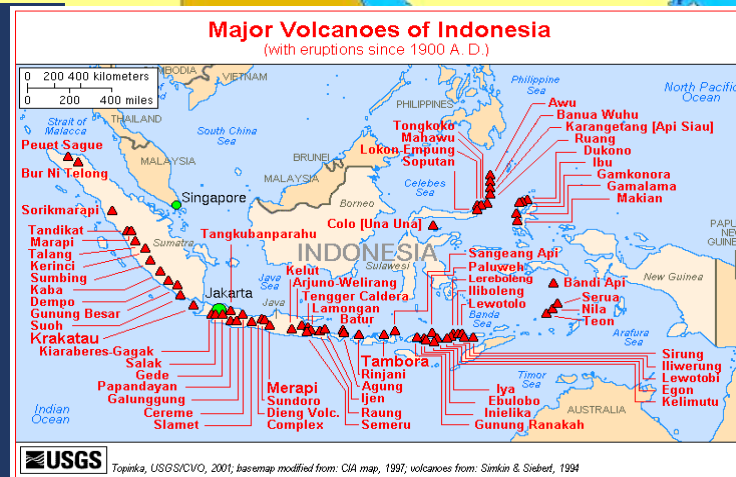 Major Volcanoes of Indonesia
(with eruptions since 1900 A. D.)
0 200 400 kilometers
0 200 400 miles
CAMBODIA
VIETNAM
THAILAND
PHILIPPINES
Philippine
Sea
North Pacific
Ocean
Strait of
Malacca
South China
Sea
MALAYSIA
BRUNEI
MALAYSIA
Borneo
Celebes
Sea
Peuet Sague
Bur Ni Telong
Sorikmarapi
Tandikat
Marapi
Talang
Kerinci
Sumbing
Kaba
Dempo
Gunung Besar
Suoh
Krakatau
Kiaraberes-Gagak
Salak
Gede
Papandayan
Galunggung
Cereme
Slamet
Singapore
Sumatra
Tangkubanparahu
Jakarta
Java
Sea
Java
INDONESIA
Sulawesi
Kelut
Arjuno-Welirang
Tengger Caldera
Lamongan
Batur
Merapi
Sundoro
Dieng Volc.
Complex
Tambora
Rinjani
Agung
Ijen
Raung
Semeru
Tongkoko
Mahawu
Lokon-Empung
Soputan
Colo [Una Una]
Awu
Banua Wuhu
Karangetang [Api Siau]
Ruang
Dukono
Ibu
Gamkonora
Gamalama
Makian
Sangeang Api
Paluweh
Lereboleng
Iliboleng
Lewotolo
Banda
Sea
Bandi Api
Serua
Nila
Teon
New Guinea
PAPU
NEW
GUINE
Arafura
Sea
Sirung
Iliwerung
Lewotobi
Egon
Kelimutu
Iya
Ebulobo
Inielika
Gunung Ranakah
Timor
Sea
AUSTRALIA
Indian
Ocean
USGS
Topinka, USGS/CVO, 2001; basemap modified from: CIA map, 1997; volcanoes from: Simkin & Siebert, 1994